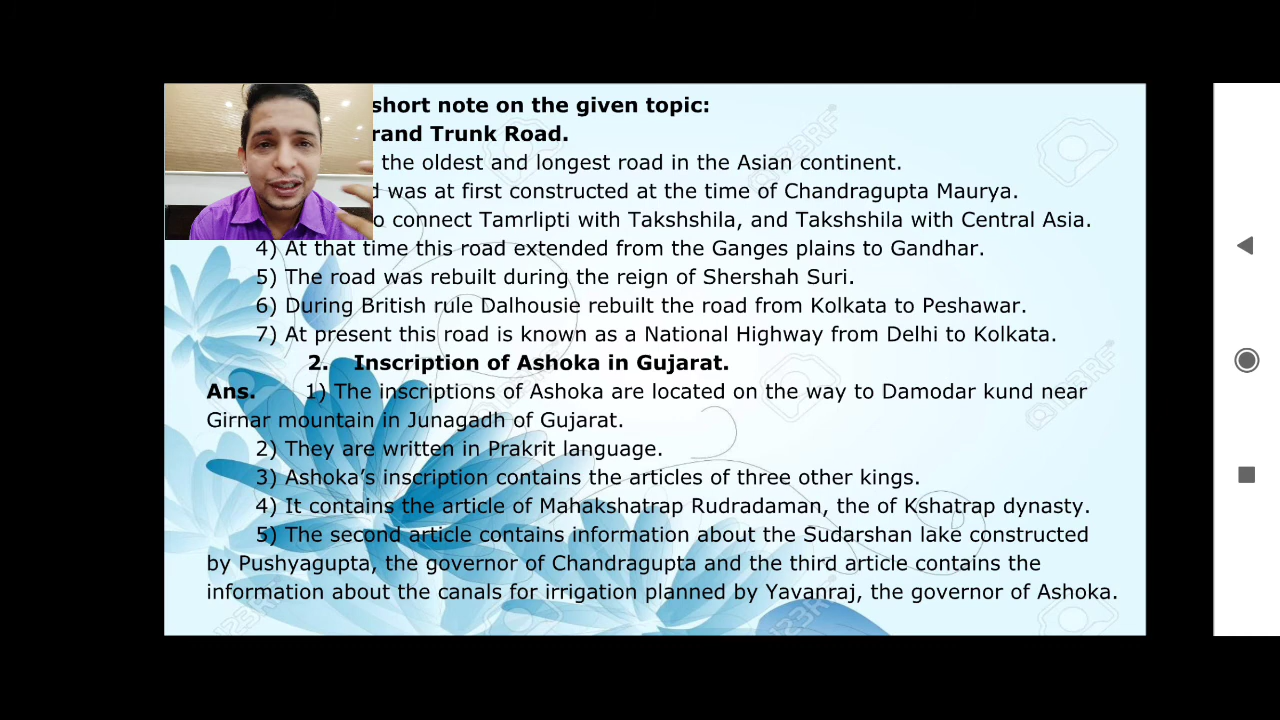 short note on the given topic:
rand Trunk Road.
the oldest and longest road in the Asian continent.
was at first constructed at the time of Chandragupta Maurya.
o connect Tamrlipti with Takshshila, and Takshshila with Central Asia.
4) At that time this road extended from the Ganges plains to Gandhar.
5) The road was rebuilt during the reign of Shershah Suri.
6) During British rule Dalhousie rebuilt the road from Kolkata to Peshawar.
7) At present this road is known as a National Highway from Delhi to Kolkata.
2. Inscription of Ashoka in Gujarat.
Ans. 1) The inscriptions of Ashoka are located on the way to Damodar kund near
Girnar mountain in Junagadh of Gujarat.
2) They are written in Prakrit language.
3) Ashoka's inscription contains the articles of three other kings.
4) It contains the article of Mahakshatrap Rudradaman, the of Kshatrap dynasty.
5) The second article contains information about the Sudarshan lake constructed
by Pushyagupta, the governor of Chandragupta and the third article contains the
information about the canals for irrigation planned by Yavanraj, the governor of Ashoka.